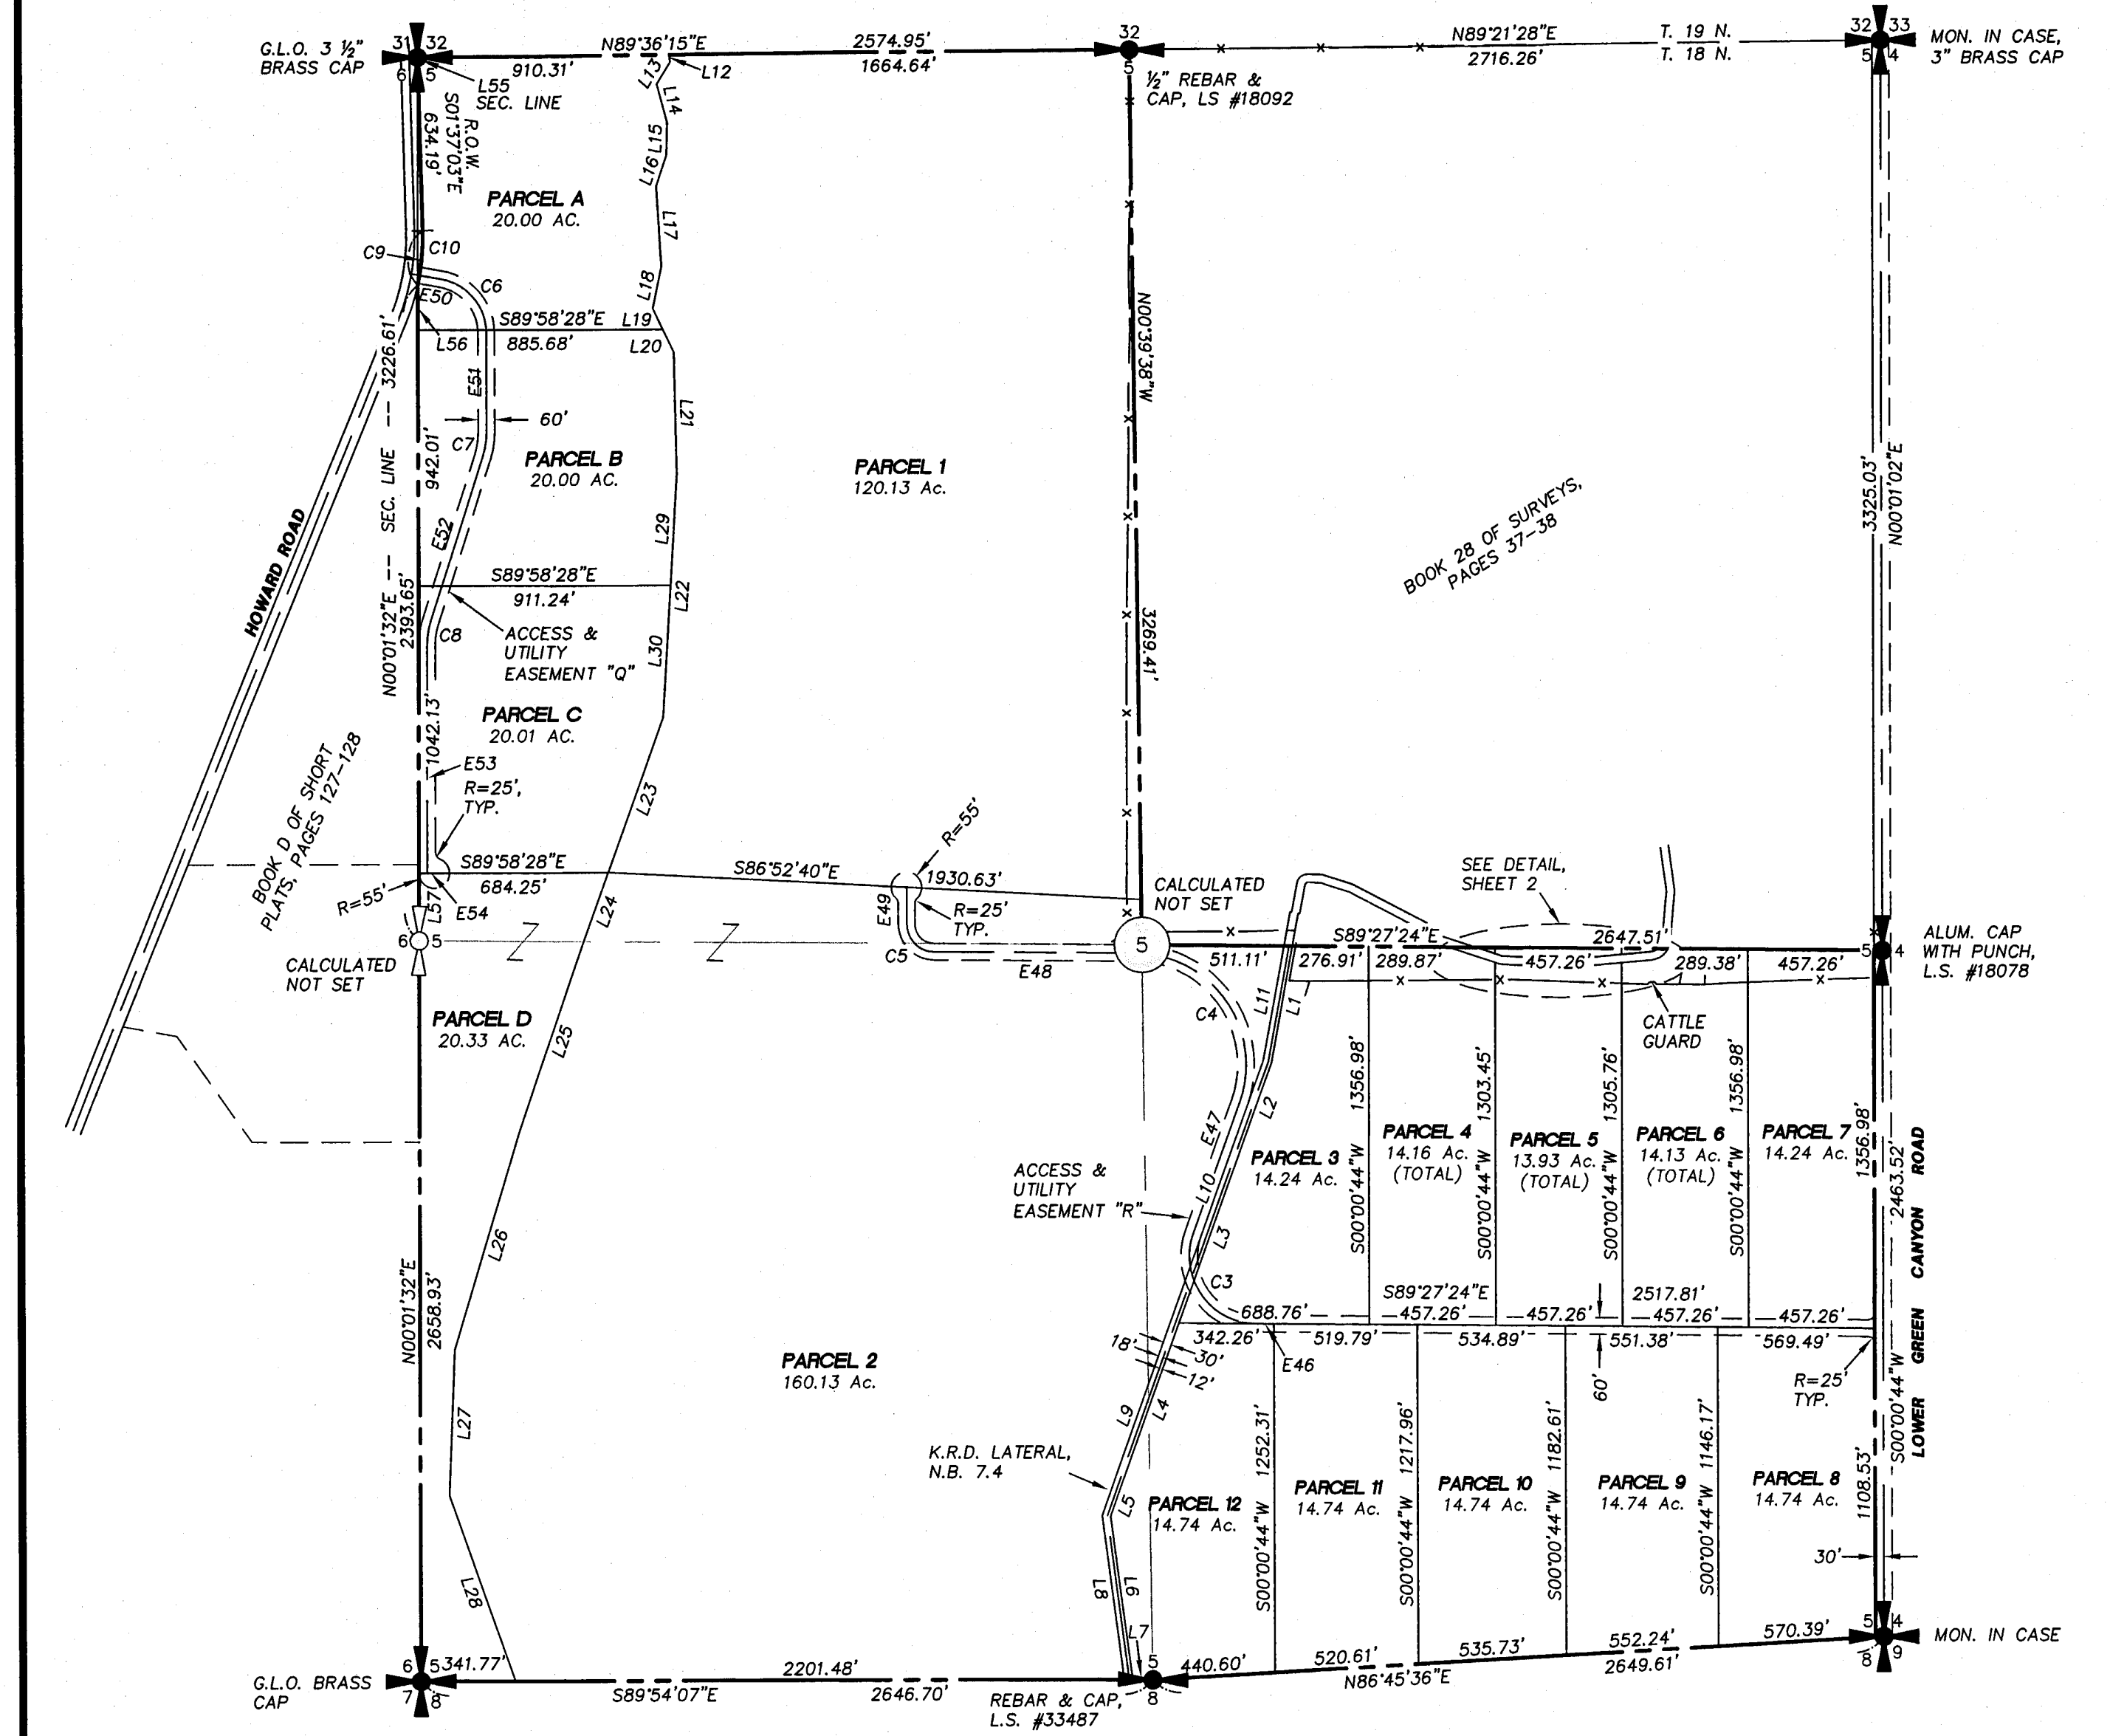 G.L.O. 3 ½"
BRASS CAP
31
32
6
5
N89°36'15"E
2574.95'
910.31'
1664.64'
L13
L12
32
5
½" REBAR &
CAP, LS #18092
N89°21'28"E
2716.26'
T. 19 N.
T. 18 N.
32
33
5
4
MON. IN CASE,
3" BRASS CAP
L55
SEC. LINE
R.O.W.
S01°37'03"E
634.19'
L14
L15
L16
L17
L18
PARCEL A
20.00 AC.
C9
C10
C6
E50
L56
S89°58'28"E
885.68'
L19
L20
E51
60'
L21
C7
PARCEL B
20.00 AC.
PARCEL 1
120.13 Ac.
N00°39'38"W
3269.41'
BOOK 28 OF SURVEYS,
PAGES 37-38
3325.03'
N00°01'02"E
3226.61'
SEC. LINE
942.01'
N00°01'32"E
2393.65'
HOWARD ROAD
E52
L29
S89°58'28"E
911.24'
L22
C8
L30
ACCESS &
UTILITY
EASEMENT "Q"
PARCEL C
20.01 AC.
1042.13'
E53
R=25',
TYP.
L23
BOOK D OF SHORT
PLATS, PAGES 127-128
R=55'
S89°58'28"E
684.25'
L57
E54
S86°52'40"E
1930.63'
R=55'
R=25'
TYP.
E49
C5
E48
L24
CALCULATED
NOT SET
5
6
5
CALCULATED
NOT SET
SEE DETAIL,
SHEET 2
S89°27'24"E
2647.51'
511.11'
276.91'
289.87'
457.26'
289.38'
457.26'
5
4
ALUM. CAP
WITH PUNCH,
L.S. #18078
CATTLE
GUARD
L11
L1
C4
PARCEL D
20.33 AC.
L25
L26
L27
L28
N00°01'32"E
2658.93'
E47
L2
L10
L3
ACCESS &
UTILITY
EASEMENT "R"
C3
PARCEL 3
14.24 Ac.
S00°00'44"W 1356.98'
PARCEL 4
14.16 Ac.
(TOTAL)
S00°00'44"W 1303.45'
PARCEL 5
13.93 Ac.
(TOTAL)
S00°00'44"W 1305.76'
PARCEL 6
14.13 Ac.
(TOTAL)
S00°00'44"W 1356.98'
PARCEL 7
14.24 Ac.
1356.98'
2463.52'
S00°00'44"W
LOWER GREEN CANYON ROAD
S89°27'24"E
2517.81'
688.76'
457.26'
457.26'
457.26'
457.26'
342.26'
519.79'
534.89'
551.38'
569.49'
E46
60'
R=25'
TYP.
18'
30'
12'
PARCEL 2
160.13 Ac.
L9
L4
L5
K.R.D. LATERAL,
N.B. 7.4
L8
L6
L7
PARCEL 12
14.74 Ac.
S00°00'44"W 1252.31'
PARCEL 11
14.74 Ac.
S00°00'44"W 1217.96'
PARCEL 10
14.74 Ac.
S00°00'44"W 1182.61'
PARCEL 9
14.74 Ac.
S00°00'44"W 1146.17'
PARCEL 8
14.74 Ac.
1108.53'
30'
G.L.O. BRASS
CAP
6
5
7
8
341.77'
2201.48'
S89°54'07"E
2646.70'
REBAR & CAP,
L.S. #33487
5
8
440.60'
520.61'
535.73'
552.24'
570.39'
N86°45'36"E
2649.61'
5
4
8
9
MON. IN CASE